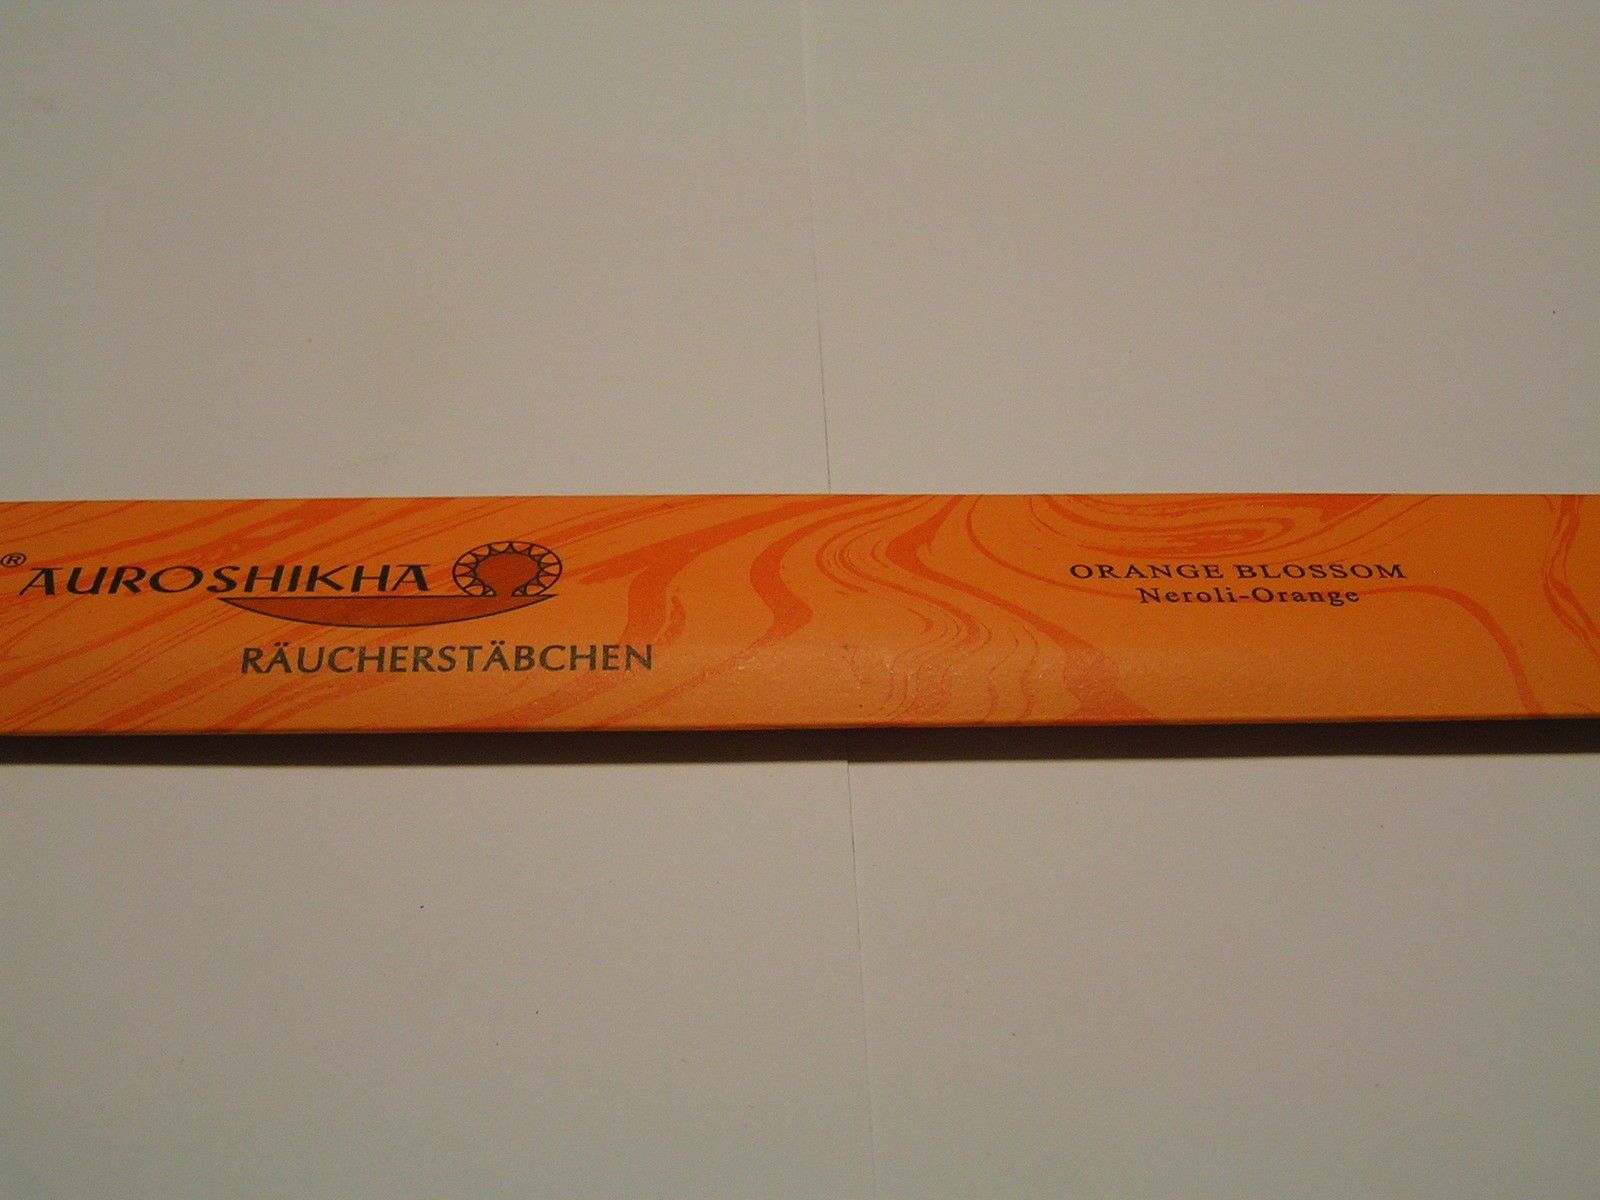 ® AUROSHIKHA
RÄUCHERSTÄBCHEN
ORANGE BLOSSOM
Neroli-Orange